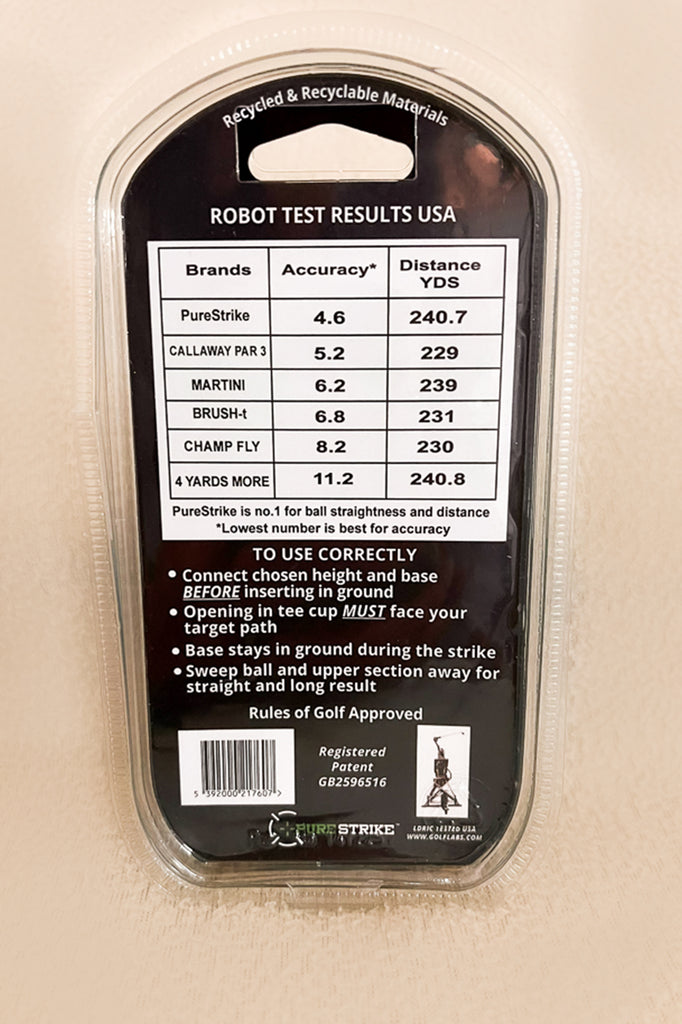 Recycled & Recyclable Materials
ROBOT TEST RESULTS USA
Brands Accuracy* Distance YDS
PureStrike 4.6 240.7
CALLAWAY PAR 3 5.2 229
MARTINI 6.2 239
BRUSH-t 6.8 231
CHAMP FLY 8.2 230
4 YARDS MORE 11.2 240.8
PureStrike is no.1 for ball straightness and distance
*Lowest number is best for accuracy
TO USE CORRECTLY
• Connect chosen height and base
BEFORE inserting in ground
• Opening in tee cup MUST face your
target path
• Base stays in ground during the strike
• Sweep ball and upper section away for
straight and long result
Rules of Golf Approved
Registered
Patent
GB2596516
5 392000 217607 >
PURESTRIKE™
TESTED USA
WWW.GOLFLABS.COM